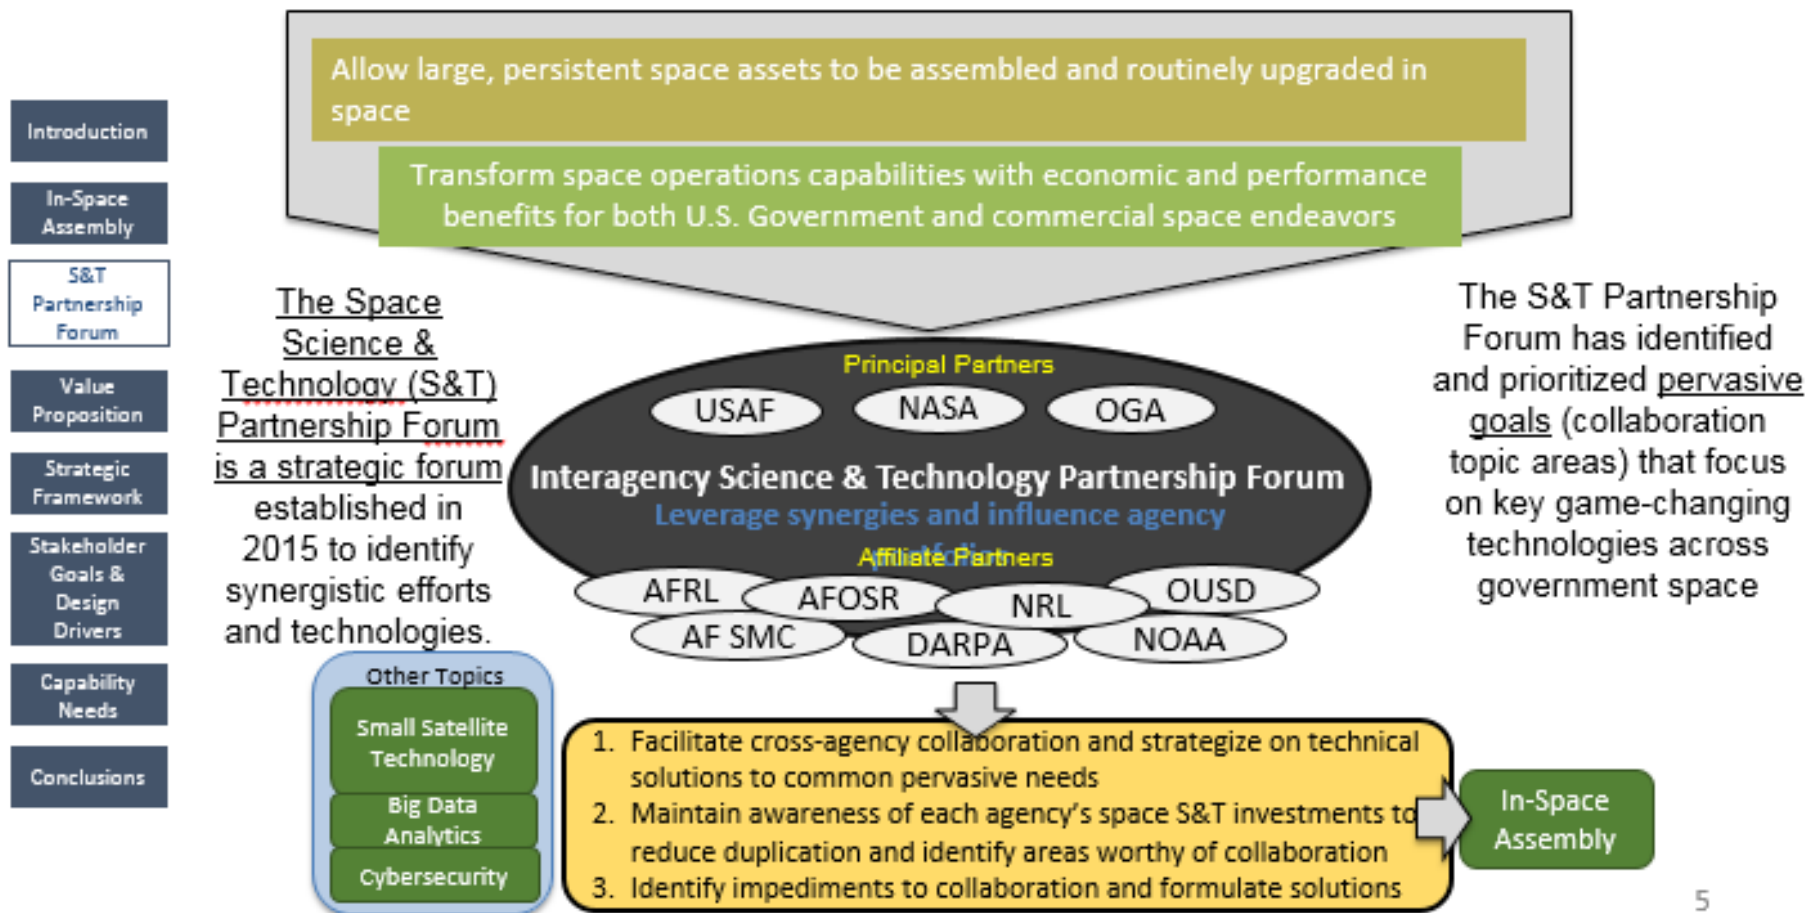 Allow large, persistent space assets to be assembled and routinely upgraded in
space
Transform space operations capabilities with economic and performance
benefits for both U.S. Government and commercial space endeavors
Introduction
In-Space
Assembly
S&T
Partnership
Forum
Value
Proposition
Strategic
Framework
Stakeholder
Goals &
Design
Drivers
Capability
Needs
Conclusions
The Space
Science &
Technology (S&T)
Partnership Forum
is a strategic forum
established in
2015 to identify
synergistic efforts
and technologies.
Principal Partners
USAF
NASA
OGA
Interagency Science & Technology Partnership Forum
Leverage synergies and influence agency
Affiliate Partners
AFRL
AFOSR
NRL
OUSD
AF SMC
DARPA
NOAA
The S&T Partnership
Forum has identified
and prioritized pervasive
goals (collaboration
topic areas) that focus
on key game-changing
technologies across
government space
Other Topics
Small Satellite
Technology
Big Data
Analytics
Cybersecurity
1. Facilitate cross-agency collaboration and strategize on technical
solutions to common pervasive needs
2. Maintain awareness of each agency's space S&T investments to
reduce duplication and identify areas worthy of collaboration
3. Identify impediments to collaboration and formulate solutions
In-Space
Assembly
5